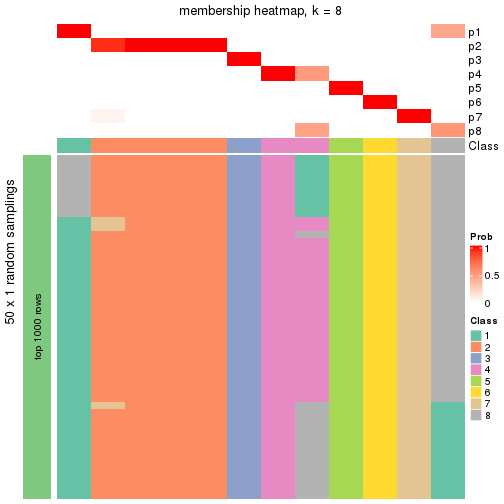 membership heatmap, k = 8
p1
p2
p3
p4
p5
p6
p7
p8
Class
50 x 1 random samplings
top 1000 rows
Prob
1
0.5
0
Class
1
2
3
4
5
6
7
8